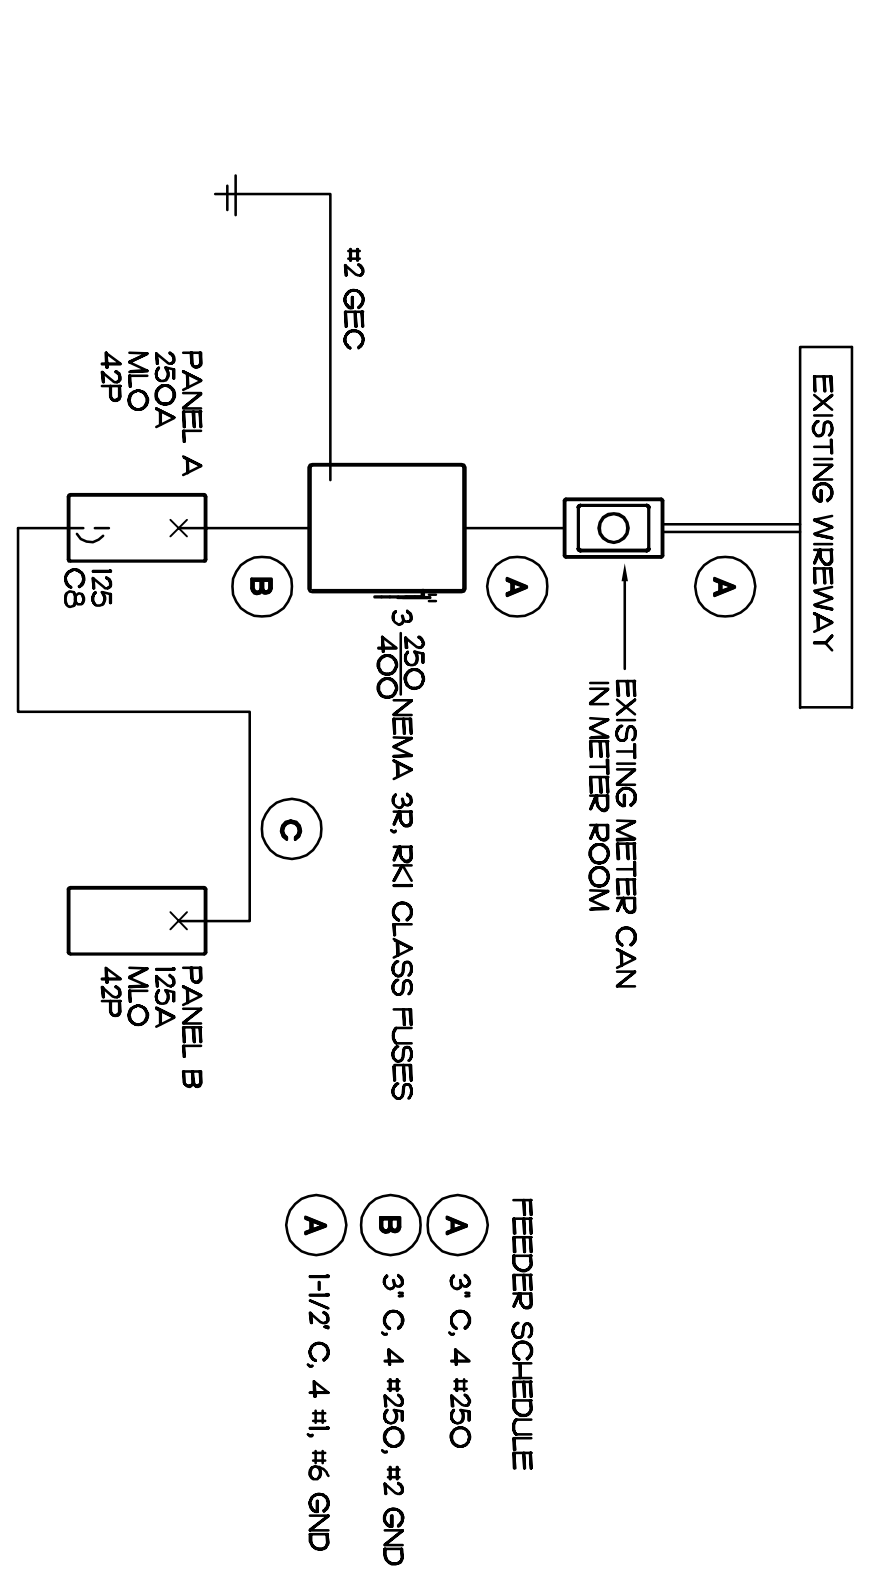 EXISTING WIREWAY
A
EXISTING METER CAN
IN METER ROOM
A
3 250
400
NEMA 3R, RK1 CLASS FUSES
#2 GEC
B
PANEL A
250A
MLO
42P
125
C8
C
PANEL B
125A
MLO
42P
FEEDER SCHEDULE
A 3" C, 4 #250
B 3" C, 4 #250, #2 GND
A 1-1/2' C, 4 #1, #6 GND